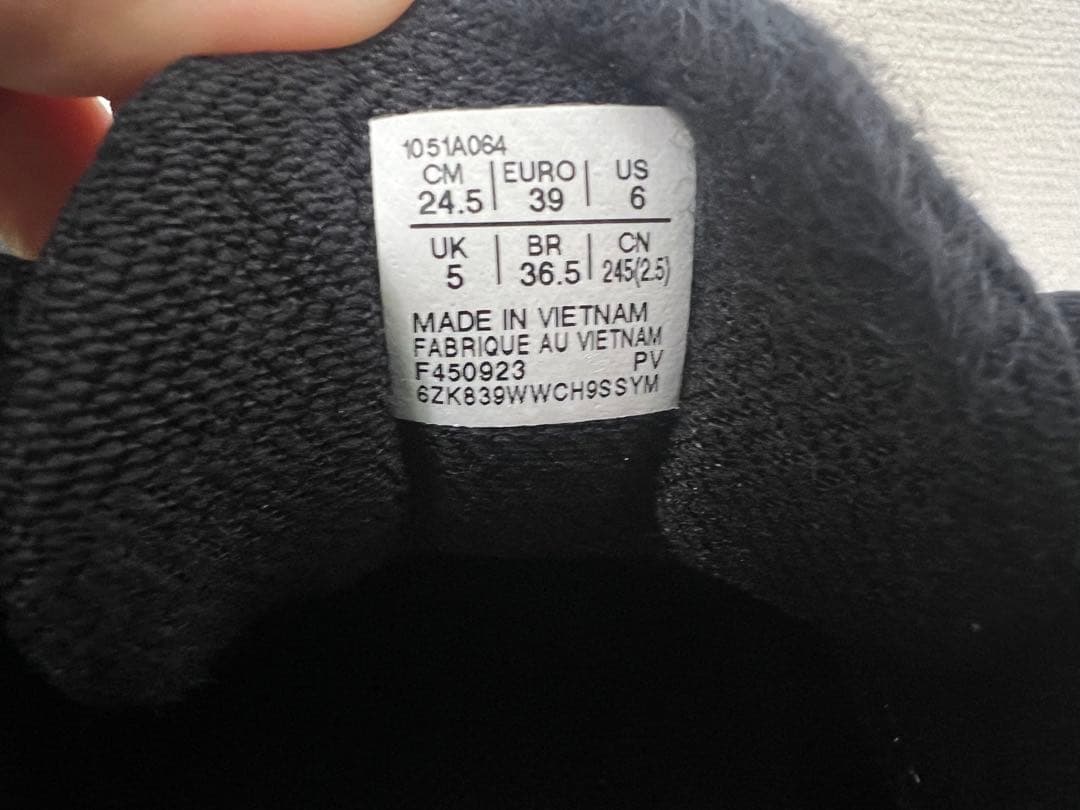 1051A064
CM | EURO | US
24.5 | 39 | 6
UK | BR | CN
5 | 36.5 | 245(2.5)
MADE IN VIETNAM
FABRIQUE AU VIETNAM
F450923 PV
6ZK839WWCH9SSYM